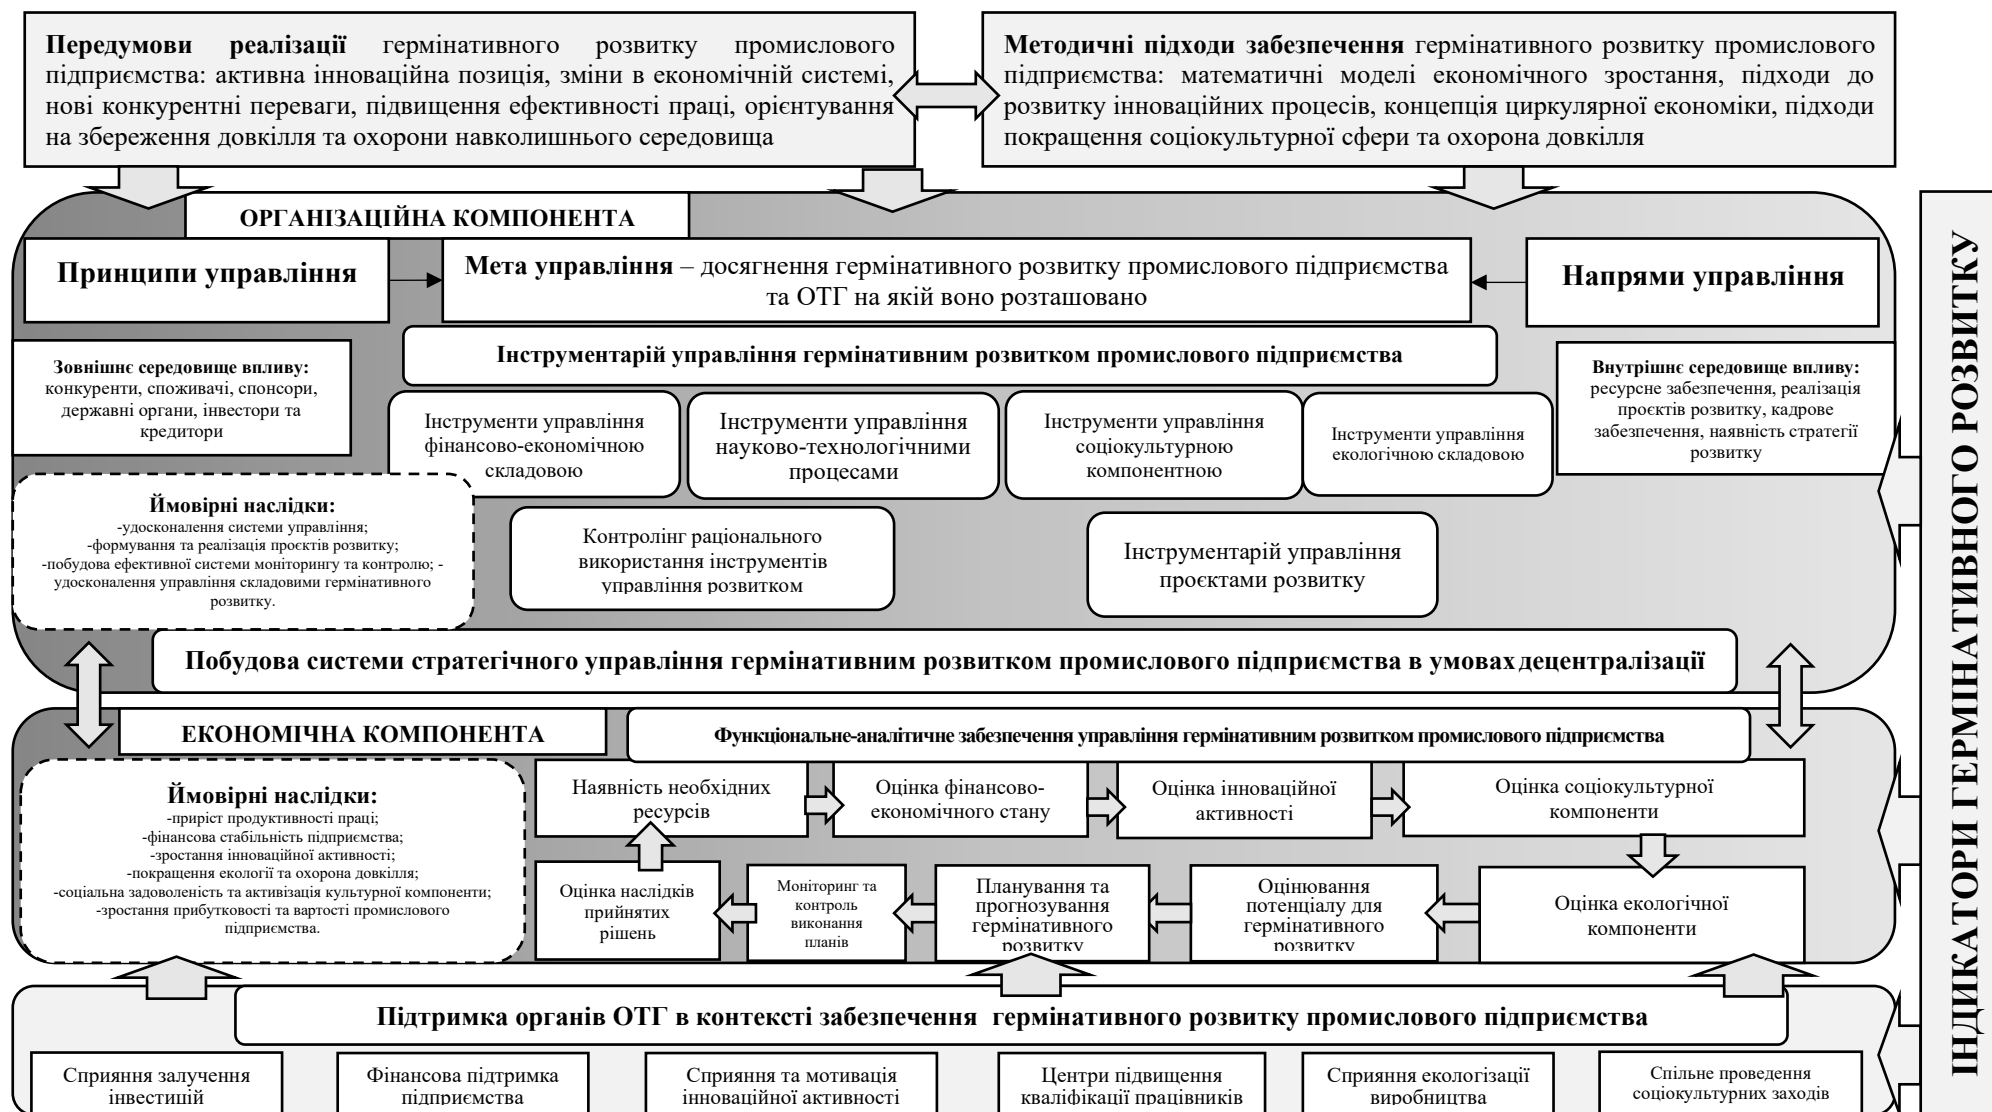 Передумови реалізації гермінативного розвитку промислового
підприємства: активна інноваційна позиція, зміни в економічній системі,
нові конкурентні переваги, підвищення ефективності праці, орієнтування
на збереження довкілля та охорони навколишнього середовища
Методичні підходи забезпечення гермінативного розвитку промислового
підприємства: математичні моделі економічного зростання, підходи до
розвитку інноваційних процесів, концепція циркулярної економіки, підходи
покращення соціокультурної сфери та охорона довкілля
ОРГАНІЗАЦІЙНА КОМПОНЕНТА
Принципи управління
Мета управління – досягнення гермінативного розвитку промислового підприємства
та ОТГ на якій воно розташовано
Напрями управління
Інструментарій управління гермінативним розвитком промислового підприємства
Зовнішнє середовище впливу:
конкуренти, споживачі, спонсори,
державні органи, інвестори та
кредитори
Інструменти управління
фінансово-економічною
складовою
Інструменти управління
науково-технологічними
процесами
Інструменти управління
соціокультурною
компонентною
Інструменти управління
екологічною складовою
Внутрішнє середовище впливу:
ресурсне забезпечення, реалізація
проєктів розвитку, кадрове
забезпечення, наявність стратегії
розвитку
Ймовірні наслідки:
-удосконалення системи управління;
-формування та реалізація проєктів розвитку;
-побудова ефективної системи моніторингу та контролю; -
удосконалення управління складовими гермінативного
розвитку.
Контролінг раціонального
використання інструментів
управління розвитком
Інструментарій управління
проєктами розвитку
Побудова системи стратегічного управління гермінативним розвитком промислового підприємства в умовах децентралізації
ЕКОНОМІЧНА КОМПОНЕНТА
Функціональне-аналітичне забезпечення управління гермінативним розвитком промислового підприємства
Ймовірні наслідки:
-приріст продуктивності праці;
-фінансова стабільність підприємства;
-зростання інноваційної активності;
-покращення екології та охорона довкілля;
-соціальна задоволеність та активізація культурної компоненти;
-зростання прибутковості та вартості промислового
підприємства.
Наявність необхідних
ресурсів
Оцінка фінансово-
економічного стану
Оцінка інноваційної
активності
Оцінка соціокультурної
компоненти
Оцінка наслідків
прийнятих
рішень
Моніторинг та
контроль
виконання
планів
Планування та
прогнозування
гермінативного
розвитку
Оцінювання
потенціалу для
гермінативного
розвитку
Оцінка екологічної
компоненти
Підтримка органів ОТГ в контексті забезпечення гермінативного розвитку промислового підприємства
Сприяння залучення
інвестицій
Фінансова підтримка
підприємства
Сприяння та мотивація
інноваційної активності
Центри підвищення
кваліфікації працівників
Сприяння екологізації
виробництва
Спільне проведення
соціокультурних заходів
ІНДИКАТОРИ ГЕРМІНАТИВНОГО РОЗВИТКУ